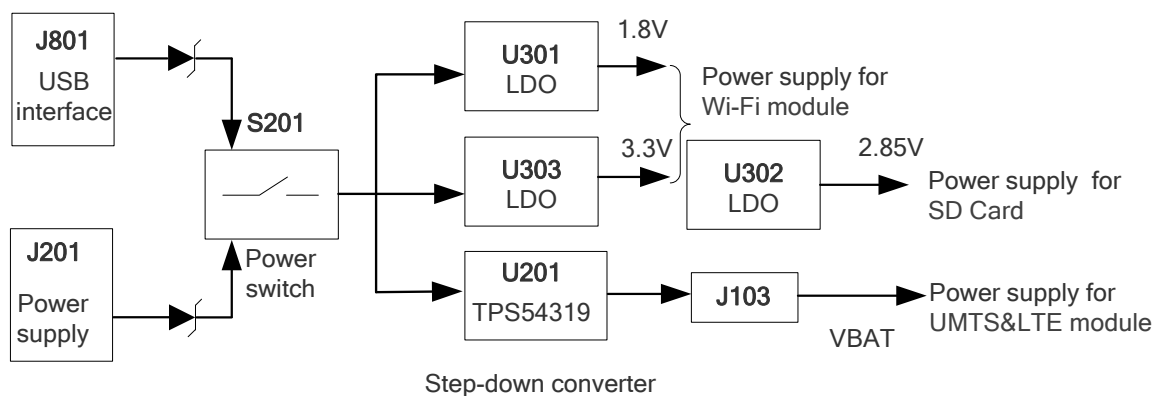 J801
USB
interface
S201
Power
switch
J201
Power
supply
U301
LDO
1.8V
Power supply for
Wi-Fi module
U303
LDO
3.3V
U302
LDO
2.85V
Power supply for
SD Card
U201
TPS54319
J103
VBAT
Power supply for
UMTS&LTE module
Step-down converter